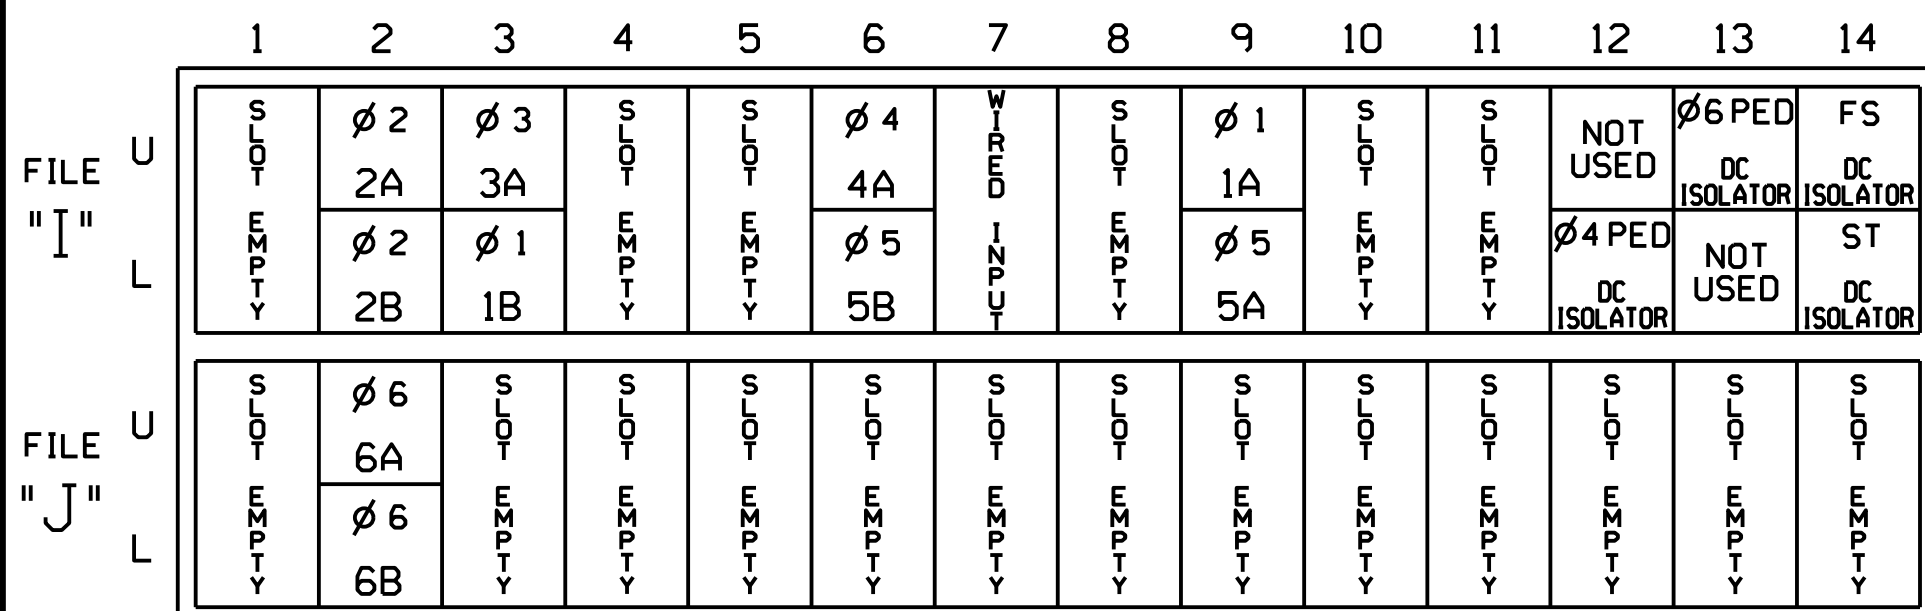 1 2 3 4 5 6 7 8 9 10 11 12 13 14
FILE "I"
U
L
SLOT EMPTY
Ø 2
2A
Ø 2
2B
Ø 3
3A
Ø 1
1B
SLOT EMPTY
SLOT EMPTY
Ø 4
4A
Ø 5
5B
WIRED INPUT
SLOT EMPTY
Ø 1
1A
Ø 5
5A
SLOT EMPTY
SLOT EMPTY
NOT
USED
Ø4 PED
DC
ISOLATOR
Ø6 PED
DC
ISOLATOR
NOT
USED
FS
DC
ISOLATOR
ST
DC
ISOLATOR
FILE "J"
U
L
SLOT EMPTY
Ø 6
6A
Ø 6
6B
SLOT EMPTY
SLOT EMPTY
SLOT EMPTY
SLOT EMPTY
SLOT EMPTY
SLOT EMPTY
SLOT EMPTY
SLOT EMPTY
SLOT EMPTY
SLOT EMPTY
SLOT EMPTY
SLOT EMPTY